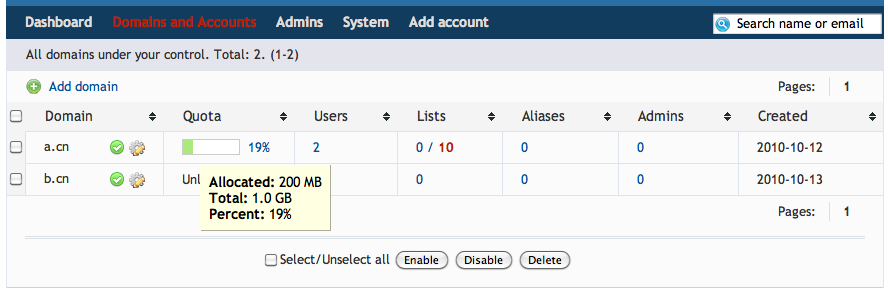 Dashboard Domains and Accounts Admins System Add account Search name or email
All domains under your control. Total: 2. (1-2)
Add domain Pages: 1
Domain Quota Users Lists Aliases Admins Created
a.cn 19% 2 0 / 10 0 0 2010-10-12
b.cn Unl 0 0 0 2010-10-13
Allocated: 200 MB
Total: 1.0 GB
Percent: 19%
Pages: 1
Select/Unselect all Enable Disable Delete